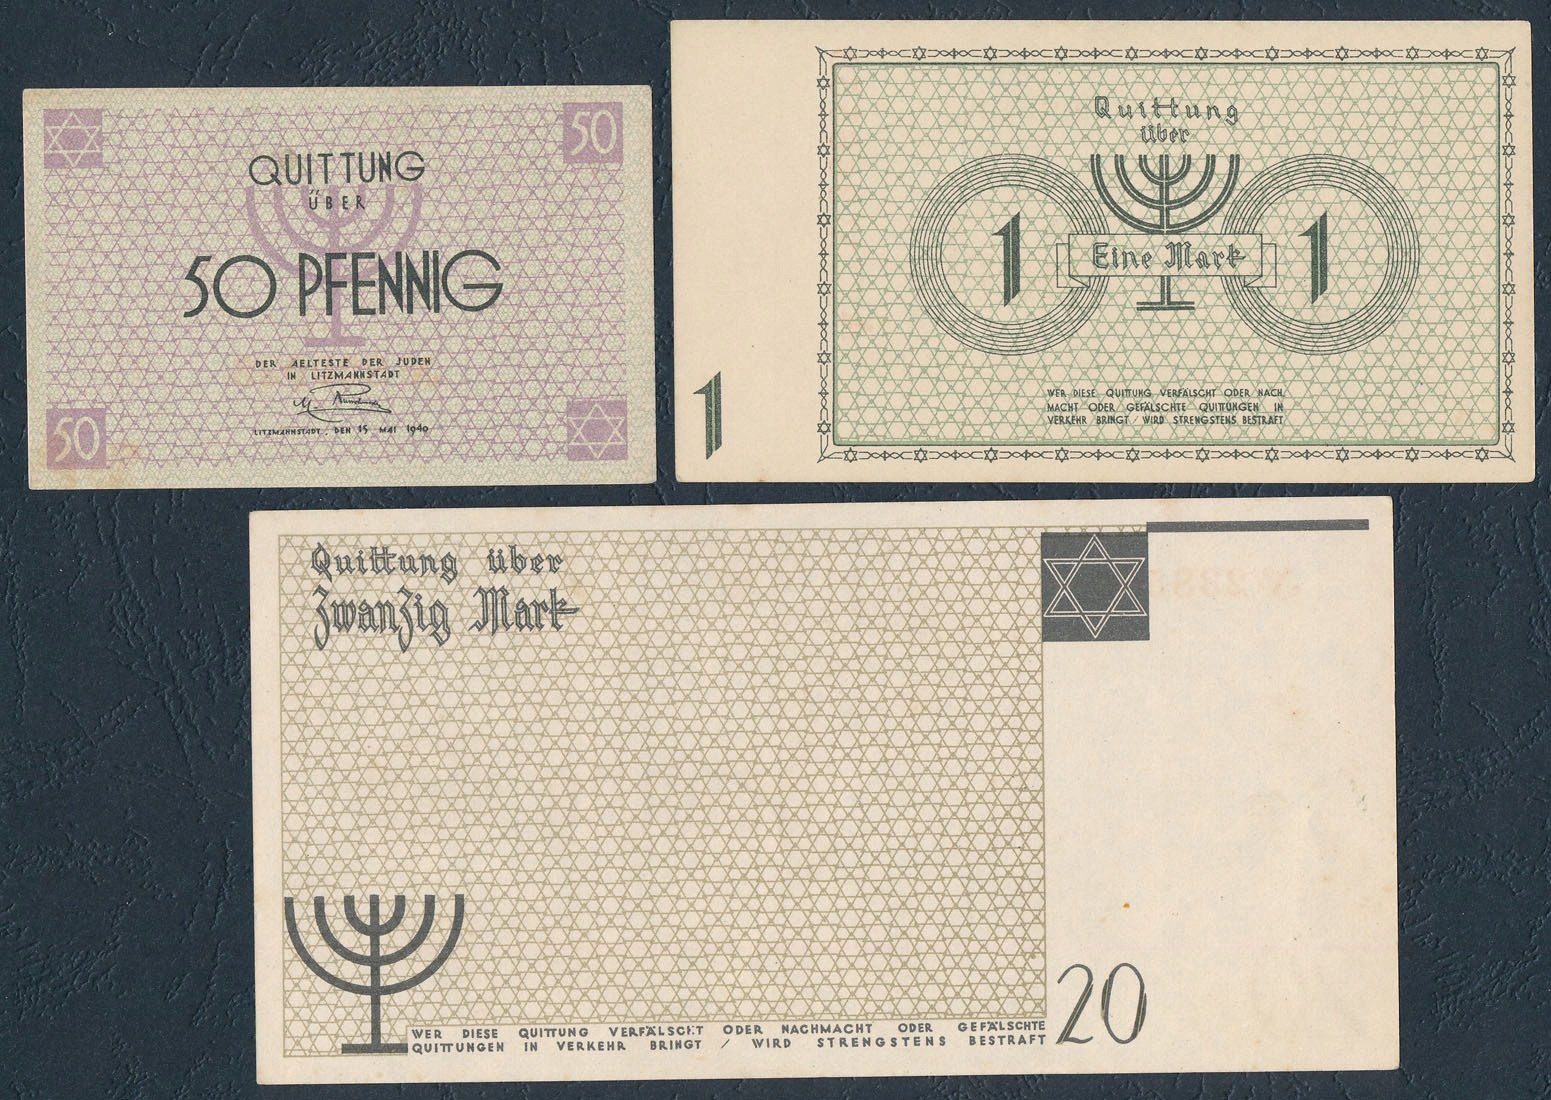 50
QUITTUNG
ÜBER
50 PFENNIG
DER AELTESTE DER JUDEN
IN LITZMANNSTADT
LITZMANNSTADT, DEN 15 MAI 1940
50
Quittung
über
1 Eine Mark 1
WER DIESE QUITTUNG VERFÄLSCHT ODER NACH
MACHT ODER GEFÄLSCHTE QUITTUNGEN IN
VERKEHR BRINGT / WIRD STRENGSTENS BESTRAFT
1
Quittung über
Zwanzig Mark
WER DIESE QUITTUNG VERFÄLSCHT ODER NACHMACHT ODER GEFÄLSCHTE
QUITTUNGEN IN VERKEHR BRINGT / WIRD STRENGSTENS BESTRAFT
20